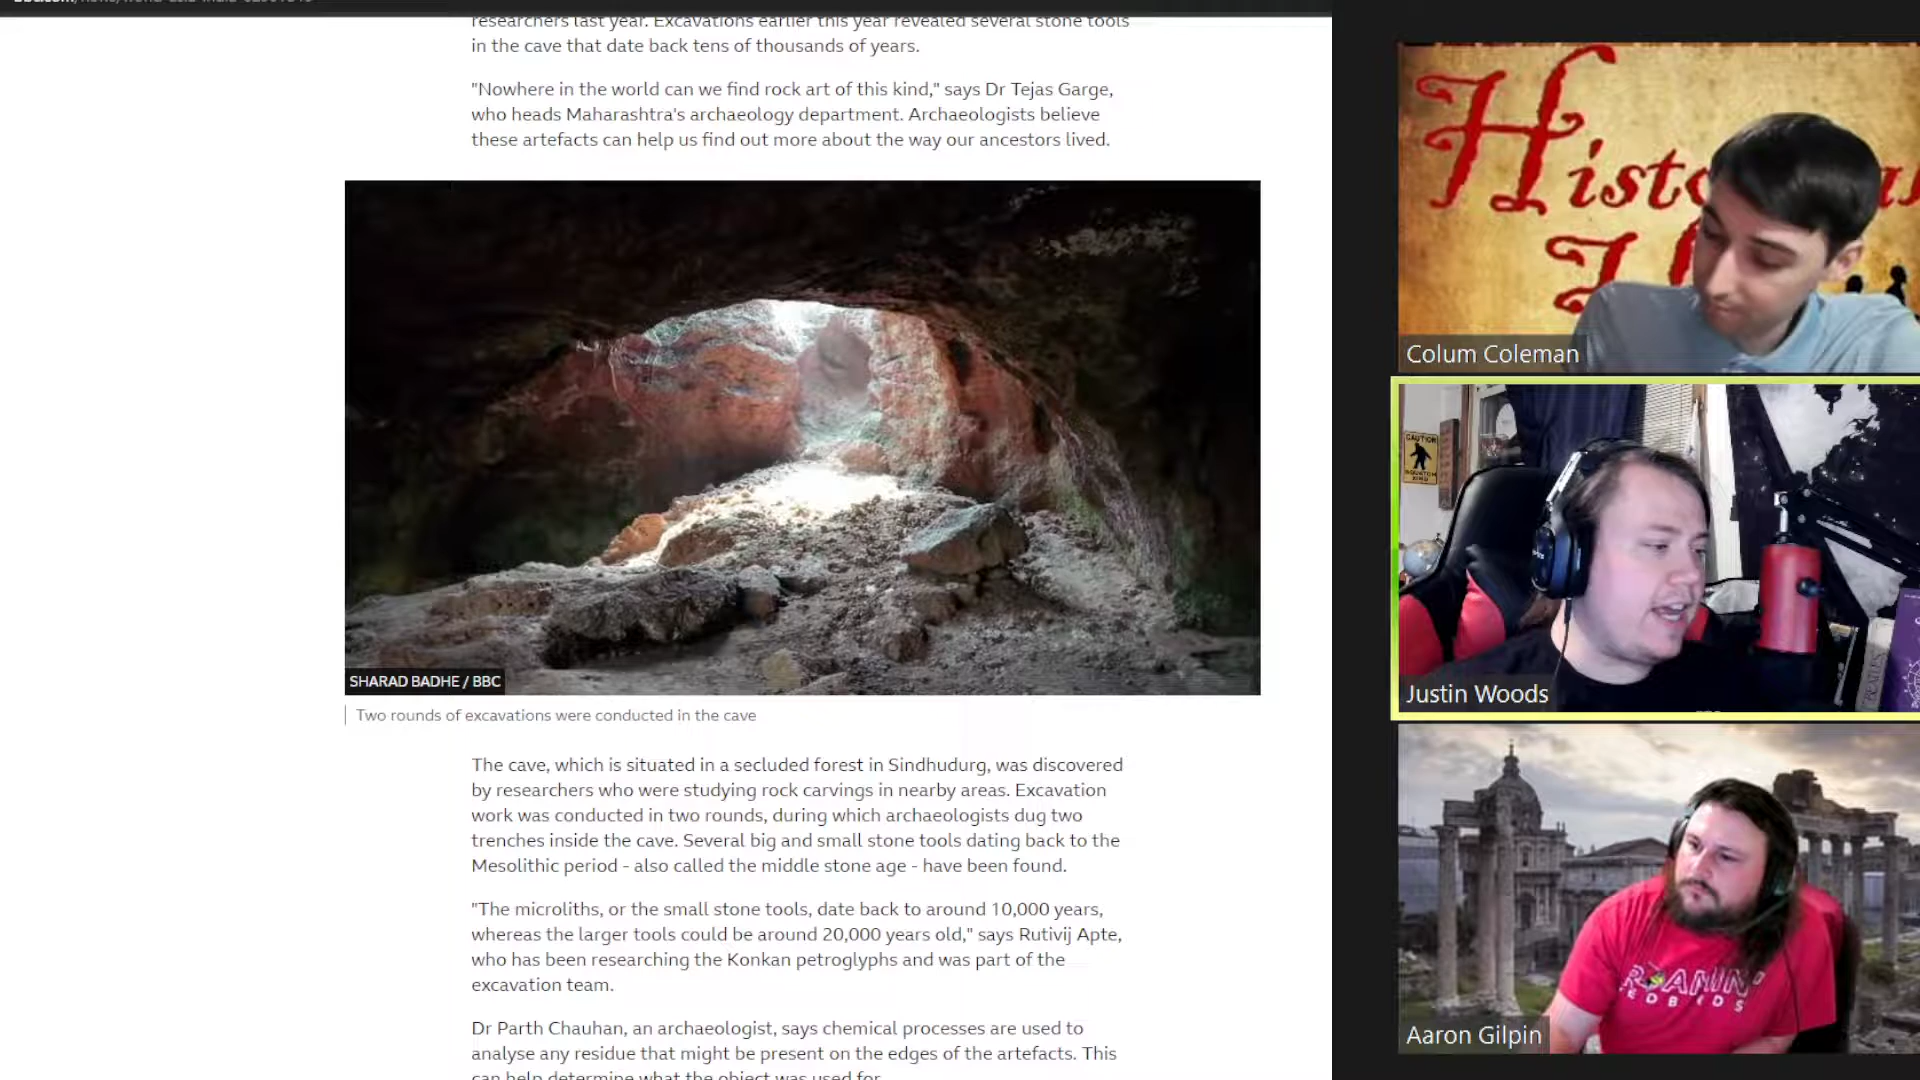 researchers last year. Excavations earlier this year revealed several stone tools
in the cave that date back tens of thousands of years.
"Nowhere in the world can we find rock art of this kind," says Dr Tejas Garge,
who heads Maharashtra's archaeology department. Archaeologists believe
these artefacts can help us find out more about the way our ancestors lived.
SHARAD BADHE / BBC
Two rounds of excavations were conducted in the cave
The cave, which is situated in a secluded forest in Sindhudurg, was discovered
by researchers who were studying rock carvings in nearby areas. Excavation
work was conducted in two rounds, during which archaeologists dug two
trenches inside the cave. Several big and small stone tools dating back to the
Mesolithic period - also called the middle stone age - have been found.
"The microliths, or the small stone tools, date back to around 10,000 years,
whereas the larger tools could be around 20,000 years old," says Rutivij Apte,
who has been researching the Konkan petroglyphs and was part of the
excavation team.
Dr Parth Chauhan, an archaeologist, says chemical processes are used to
analyse any residue that might be present on the edges of the artefacts. This
can help determine what the object was used for.
Colum Coleman
CAUTION
Justin Woods
Aaron Gilpin